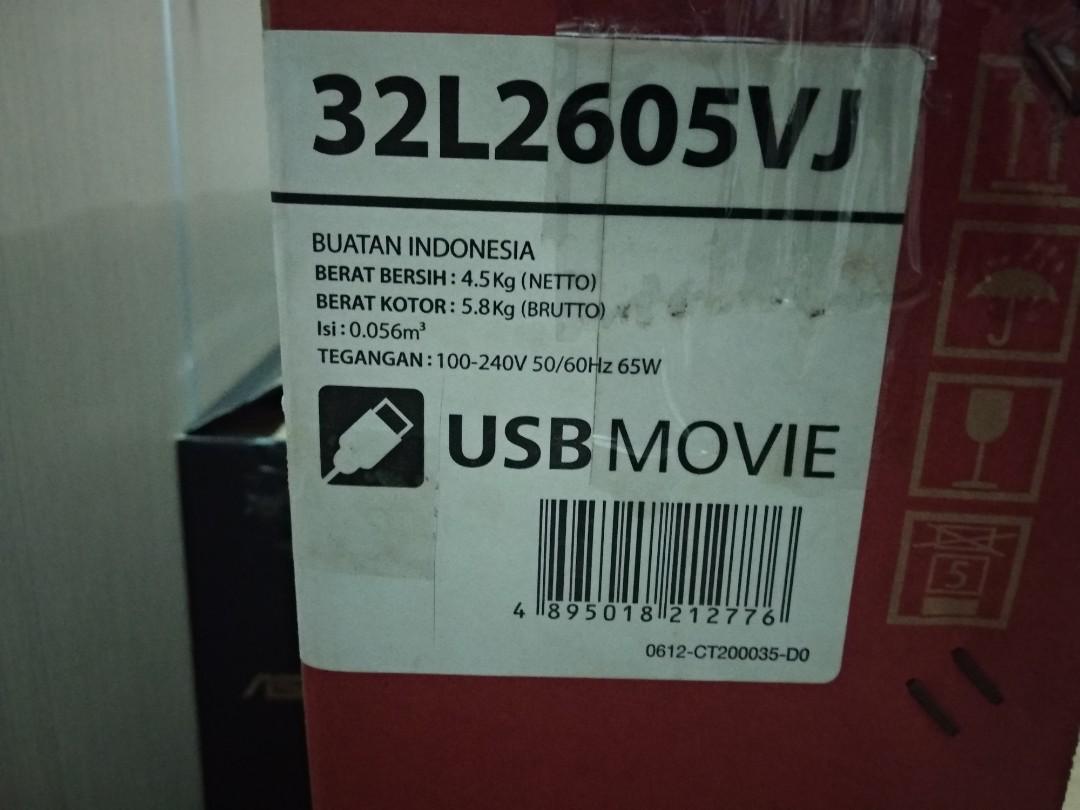 32L2605VJ
BUATAN INDONESIA
BERAT BERSIH : 4.5Kg (NETTO)
BERAT KOTOR : 5.8Kg (BRUTTO)
Isi : 0.056m³
TEGANGAN : 100-240V 50/60Hz 65W
USB MOVIE
4 895018 212776
0612-CT200035-D0
5